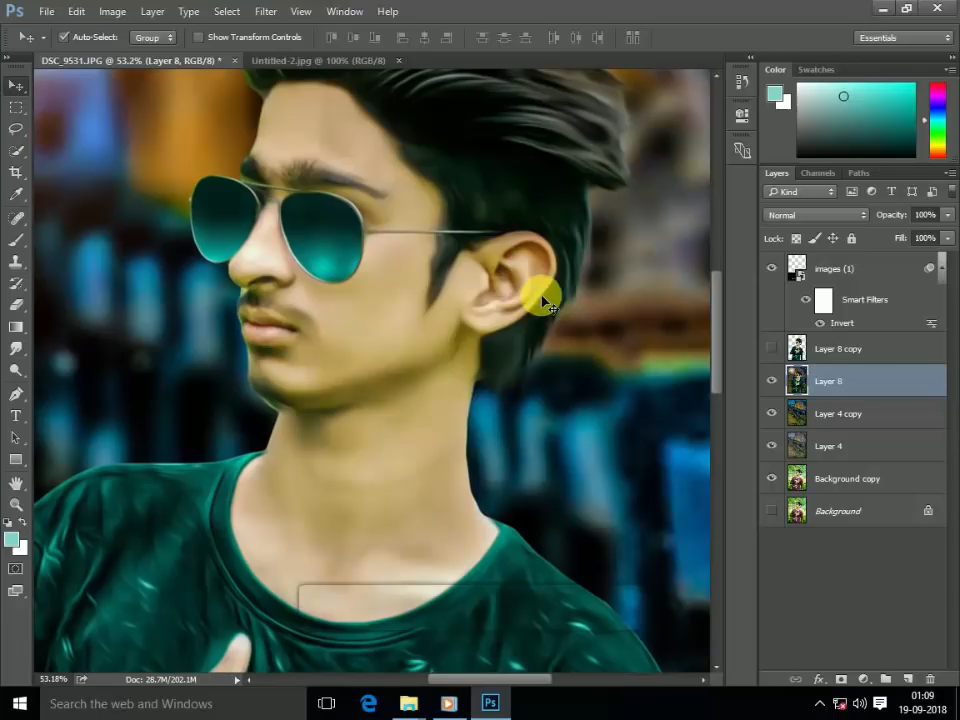 Ps File Edit Image Layer Type Select Filter 3D View Window Help
Auto-Select: Group Show Transform Controls Essentials
DSC_9531.JPG @ 53.2% (Layer 8, RGB/8) * × Untitled-2.jpg @ 100% (RGB/8) ×
Color Swatches
Layers Channels Paths
Kind
Normal Opacity: 100%
Lock: Fill: 100%
images (1)
Smart Filters
Invert
Layer 8 copy
Layer 8
Layer 4 copy
Layer 4
Background copy
Background
53.18% Doc: 28.7M/202.1M
Search the web and Windows
01:09
19-09-2018